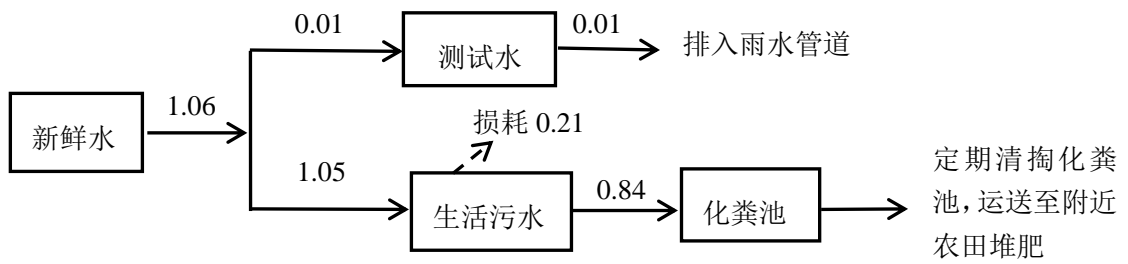 0.01
测试水
0.01
排入雨水管道
新鲜水
1.06
损耗 0.21
1.05
生活污水
0.84
化粪池
定期清掏化粪
池，运送至附近
农田堆肥